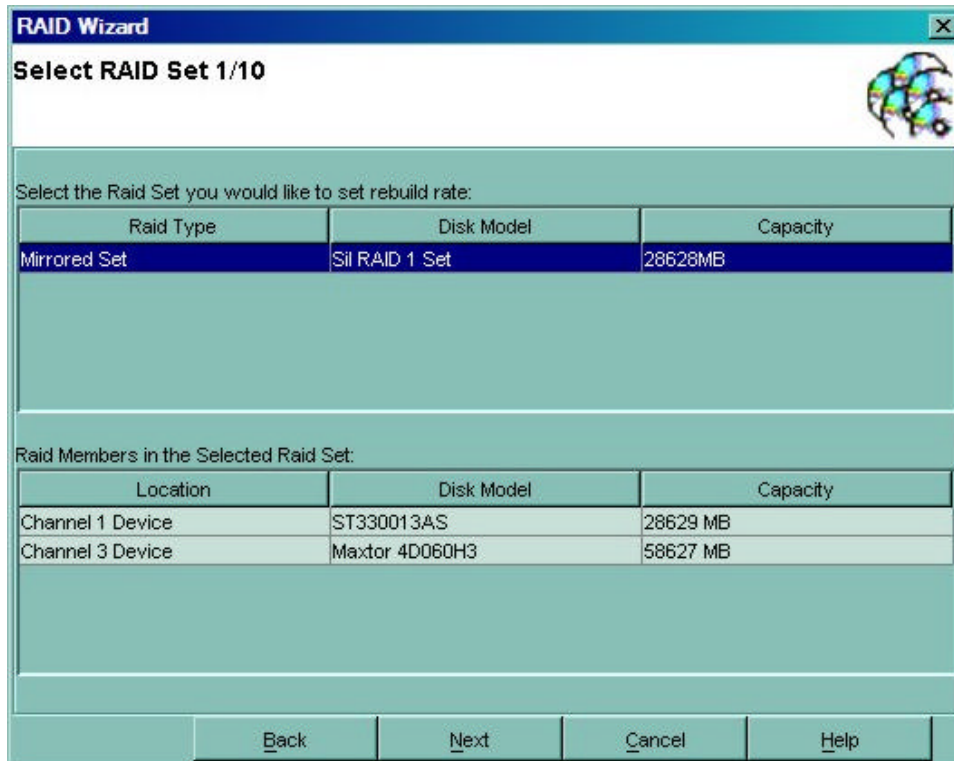 RAID Wizard
Select RAID Set 1/10
Select the Raid Set you would like to set rebuild rate:
Raid Type Disk Model Capacity
Mirrored Set Sil RAID 1 Set 28628MB
Raid Members in the Selected Raid Set:
Location Disk Model Capacity
Channel 1 Device ST330013AS 28629 MB
Channel 3 Device Maxtor 4D060H3 58627 MB
Back Next Cancel Help